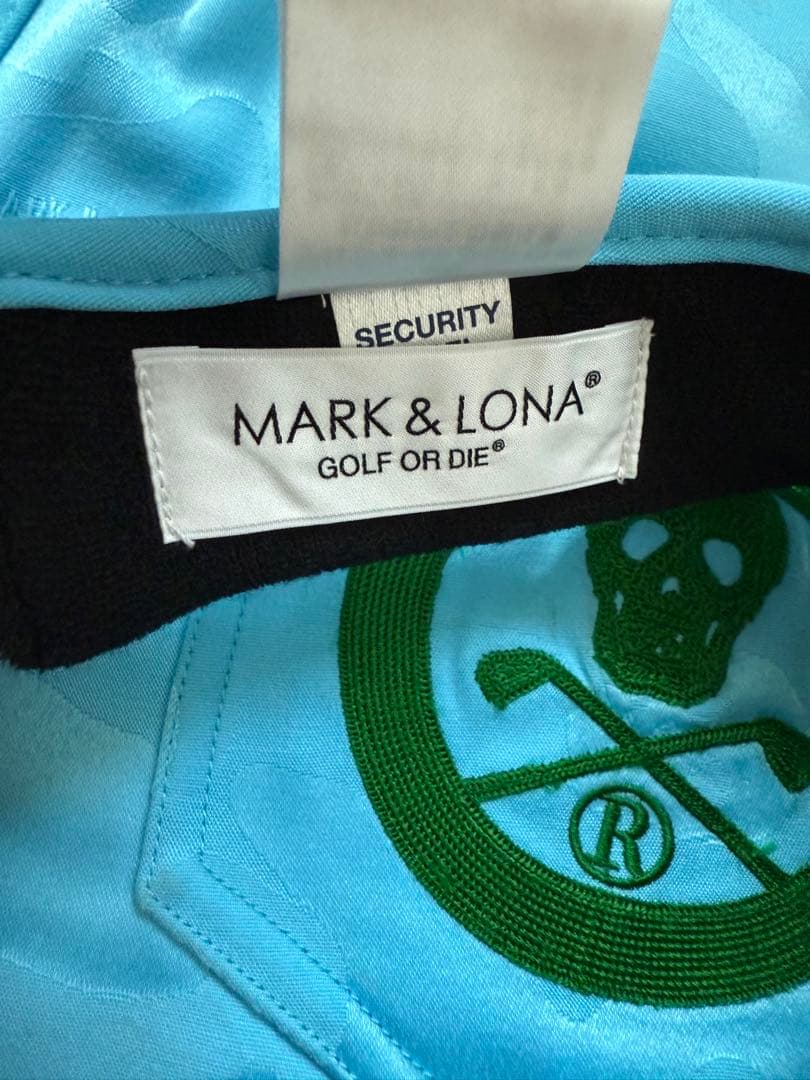 SECURITY
MARK & LONA®
GOLF OR DIE®
®